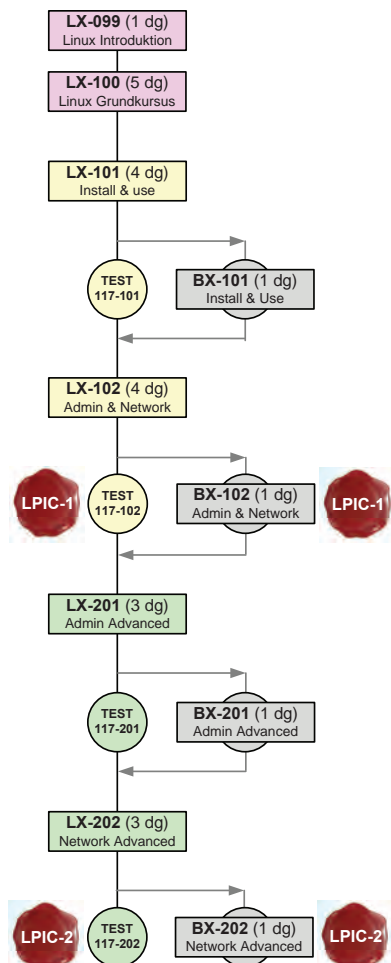 LX-099 (1 dg)
Linux Introduktion
LX-100 (5 dg)
Linux Grundkursus
LX-101 (4 dg)
Install & use
TEST
117-101
BX-101 (1 dg)
Install & Use
LX-102 (4 dg)
Admin & Network
LPIC-1
TEST
117-102
BX-102 (1 dg)
Admin & Network
LPIC-1
LX-201 (3 dg)
Admin Advanced
TEST
117-201
BX-201 (1 dg)
Admin Advanced
LX-202 (3 dg)
Network Advanced
LPIC-2
TEST
117-202
BX-202 (1 dg)
Network Advanced
LPIC-2